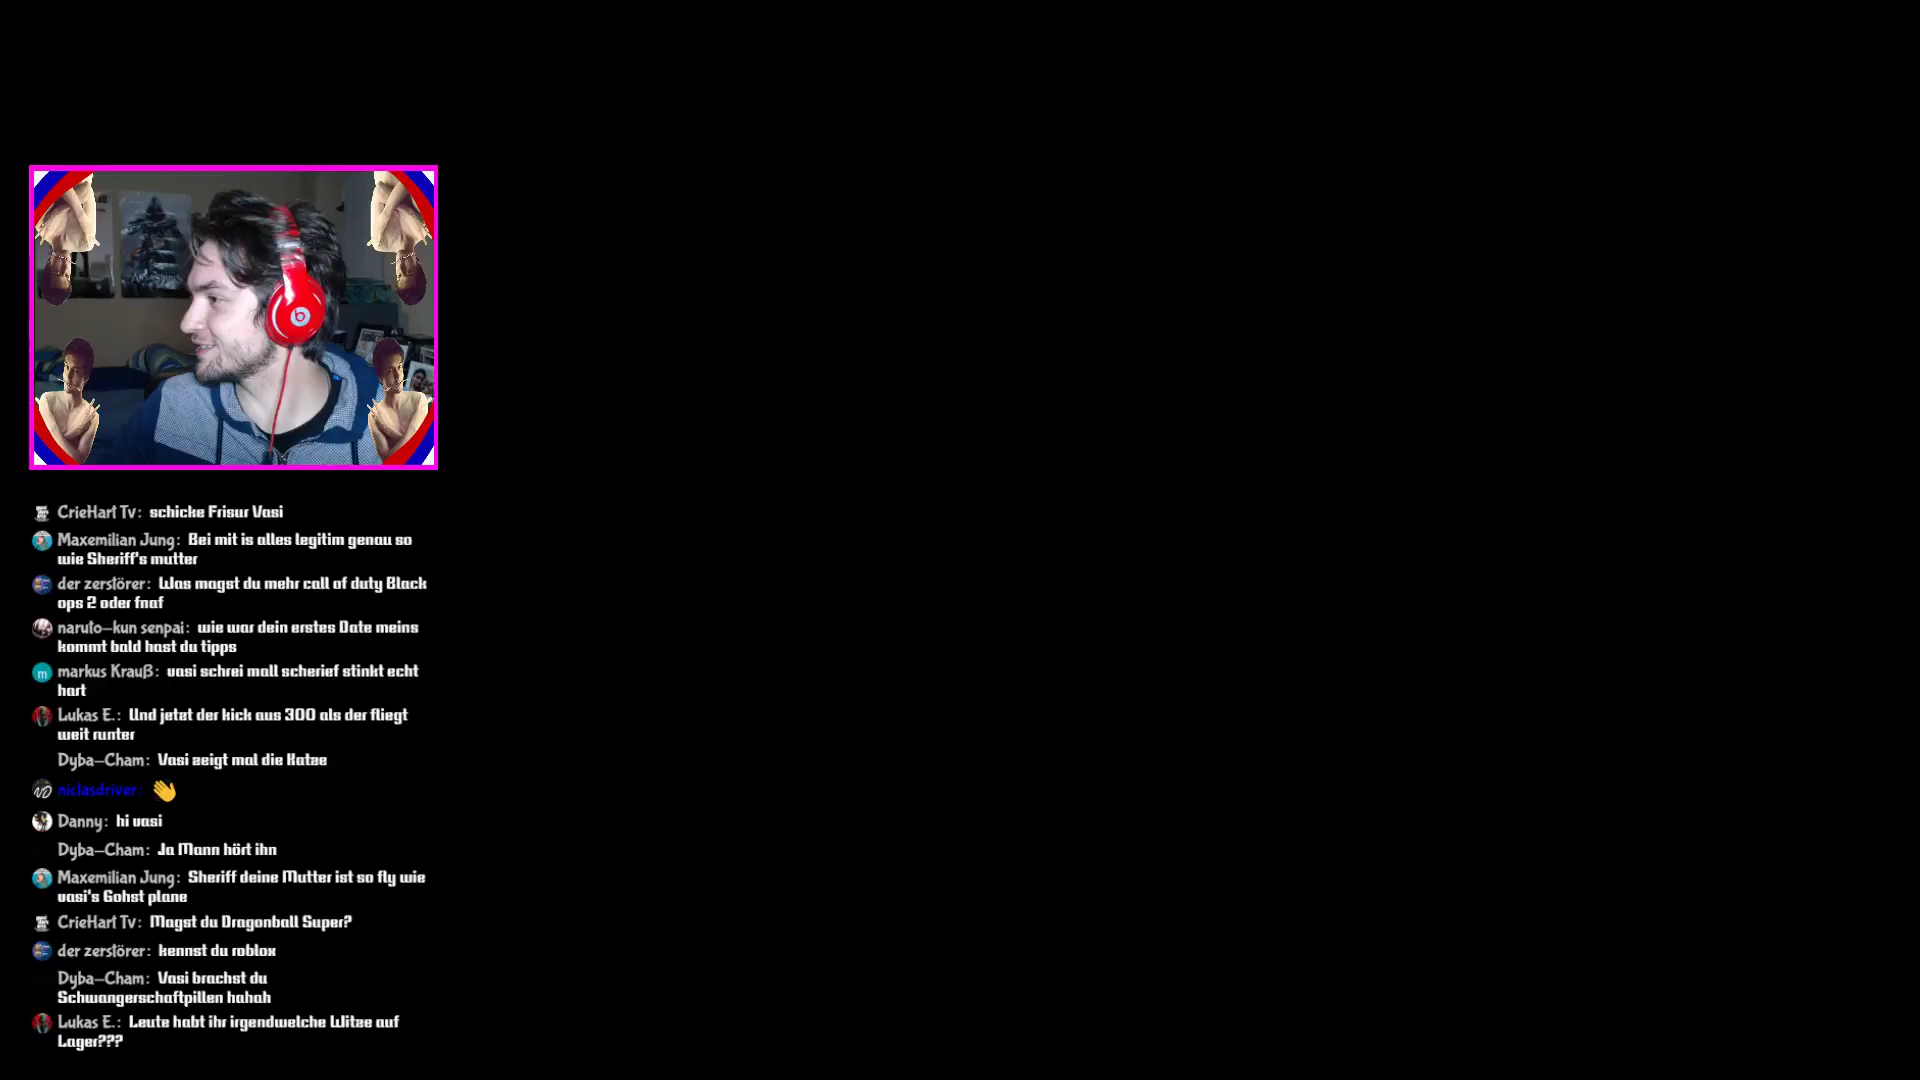 CrieHart Tv: schicke Frisur Vasi
Maxemilian Jung: Bei mit is alles legitim genau so
wie Sheriff's mutter
der zerstörer: Was magst du mehr call of duty Black
ops 2 oder fnaf
naruto-kun senpai: wie war dein erstes Date meins
kommt bald hast du tipps
m markus Krauß: vasi schrei mall scherief stinkt echt
hart
Lukas E.: Und jetzt der kick aus 300 als der fliegt
weit runter
Dyba-Cham: Vasi zeigt mal die Katze
ND niclasdriver: 👋
Danny: hi vasi
Dyba-Cham: Ja Mann hört ihn
Maxemilian Jung: Sheriff deine Mutter ist so fly wie
vasi's Gohst plane
CrieHart Tv: Magst du Dragonball Super?
der zerstörer: kennst du roblox
Dyba-Cham: Vasi brachst du
Schwangerschaftpillen hahah
Lukas E.: Leute habt ihr irgendwelche Witze auf
Lager???